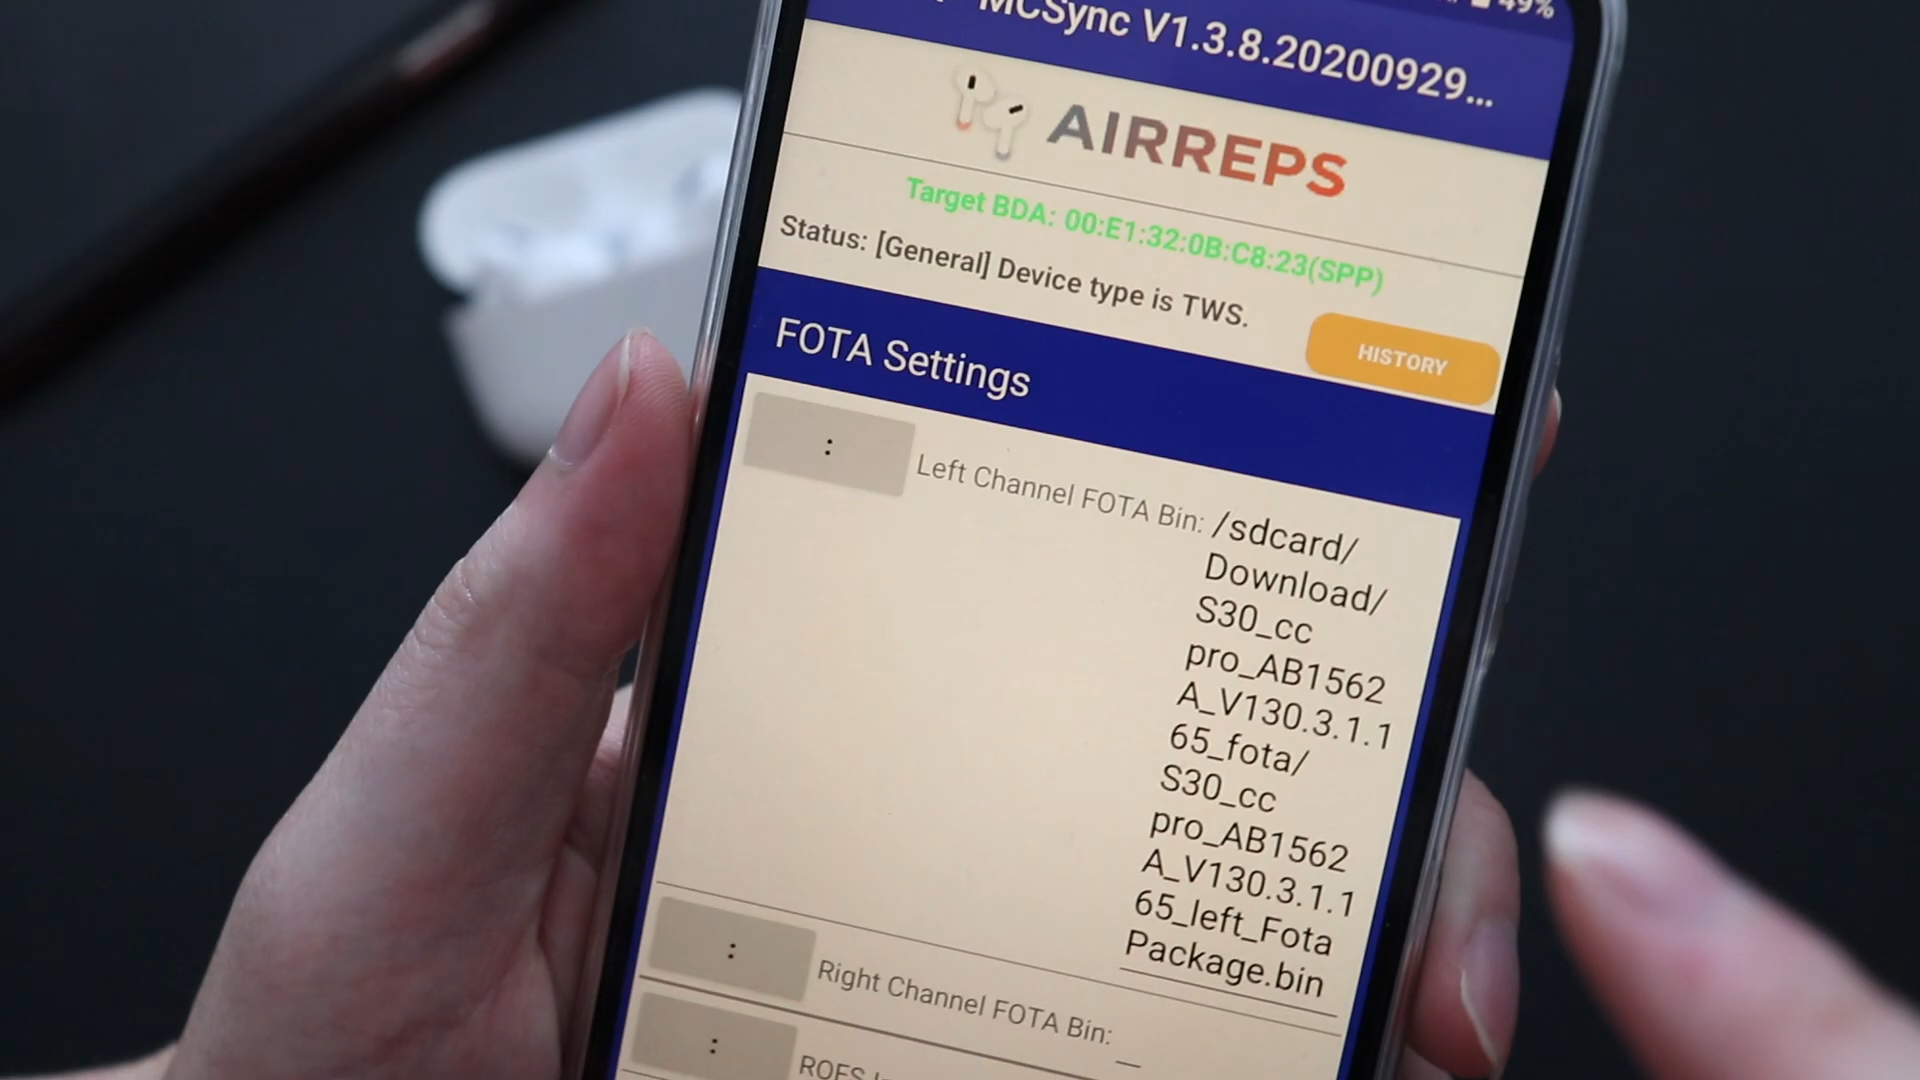 49%
MCSync V1.3.8.20200929...
AIRREPS
Target BDA: 00:E1:32:0B:C8:23(SPP)
Status: [General] Device type is TWS.
HISTORY
FOTA Settings
:
Left Channel FOTA Bin:
/sdcard/
Download/
S30_cc
pro_AB1562
A_V130.3.1.1
65_fota/
S30_cc
pro_AB1562
A_V130.3.1.1
65_left_Fota
Package.bin
:
Right Channel FOTA Bin:
: